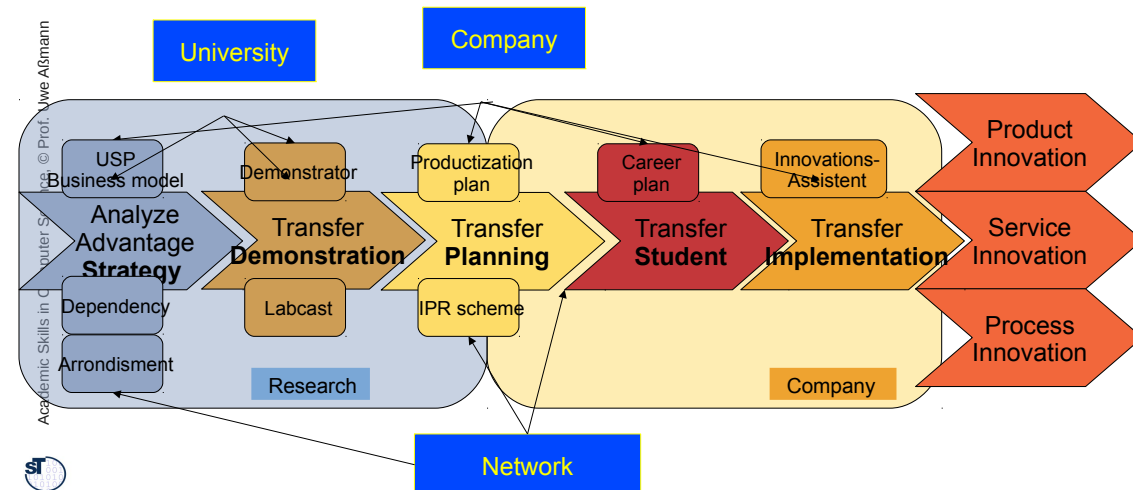 University
Company
Academic Skills in Computer Science, © Prof. Uwe Aßmann
USP
Business model
Demonstrator
Productization
plan
Career
plan
Innovations-
Assistent
Analyze
Advantage
Strategy
Transfer
Demonstration
Transfer
Planning
Transfer
Student
Transfer
Implementation
Product
Innovation
Service
Innovation
Process
Innovation
Dependency
Arrondisment
Labcast
IPR scheme
Research
Company
Network
ST